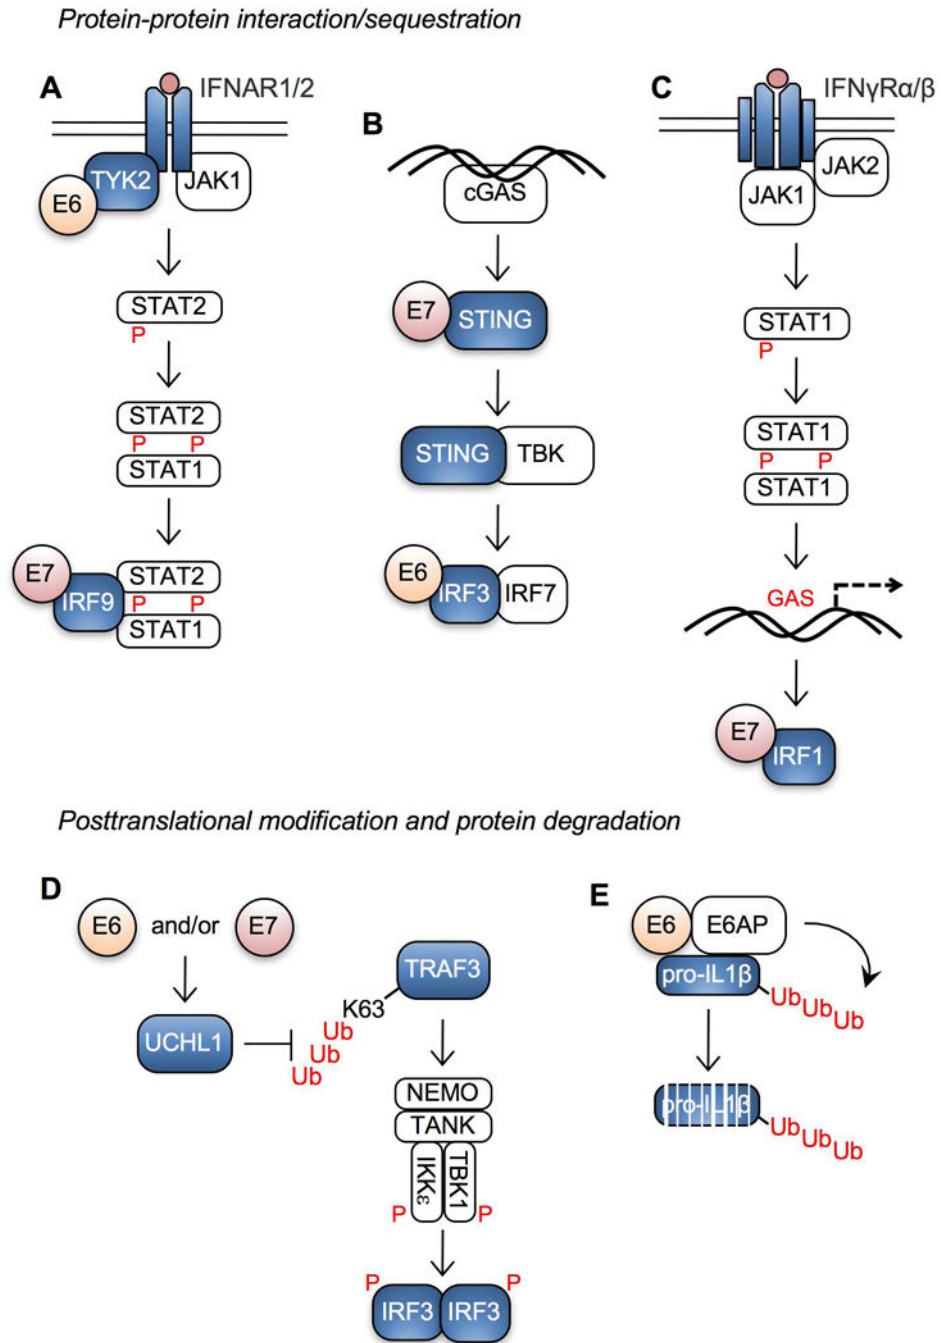 Protein-protein interaction/sequestration
A
IFNAR1/2
TYK2
JAK1
E6
STAT2
P
STAT2
P P
STAT1
E7
IRF9
STAT2
P P
STAT1
B
cGAS
E7
STING
STING
TBK
E6
IRF3
IRF7
C
IFNγRα/β
JAK2
JAK1
STAT1
P
STAT1
P P
STAT1
GAS
E7
IRF1
Posttranslational modification and protein degradation
D
E6 and/or E7
UCHL1
TRAF3
K63
Ub
Ub
Ub
NEMO
TANK
IKKε
TBK1
P P
P P
IRF3 IRF3
E
E6
E6AP
pro-IL1β
Ub
Ub
Ub
pro-IL1β
Ub
Ub
Ub